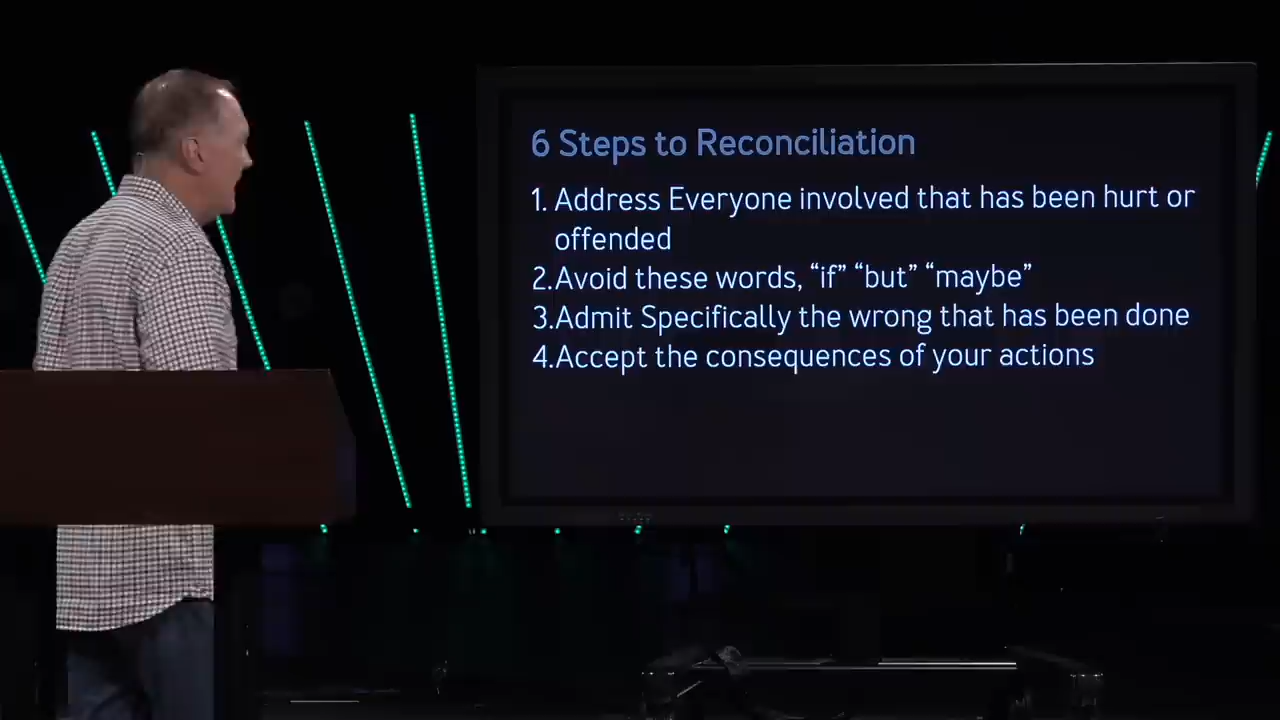 6 Steps to Reconciliation
1. Address Everyone involved that has been hurt or
offended
2.Avoid these words, “if” “but” “maybe”
3.Admit Specifically the wrong that has been done
4.Accept the consequences of your actions